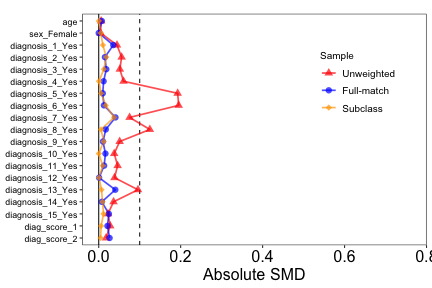 age
sex_Female
diagnosis_1_Yes
diagnosis_2_Yes
diagnosis_3_Yes
diagnosis_4_Yes
diagnosis_5_Yes
diagnosis_6_Yes
diagnosis_7_Yes
diagnosis_8_Yes
diagnosis_9_Yes
diagnosis_10_Yes
diagnosis_11_Yes
diagnosis_12_Yes
diagnosis_13_Yes
diagnosis_14_Yes
diagnosis_15_Yes
diag_score_1
diag_score_2
Sample
Unweighted
Full-match
Subclass
0.0 0.2 0.4 0.6 0.8
Absolute SMD